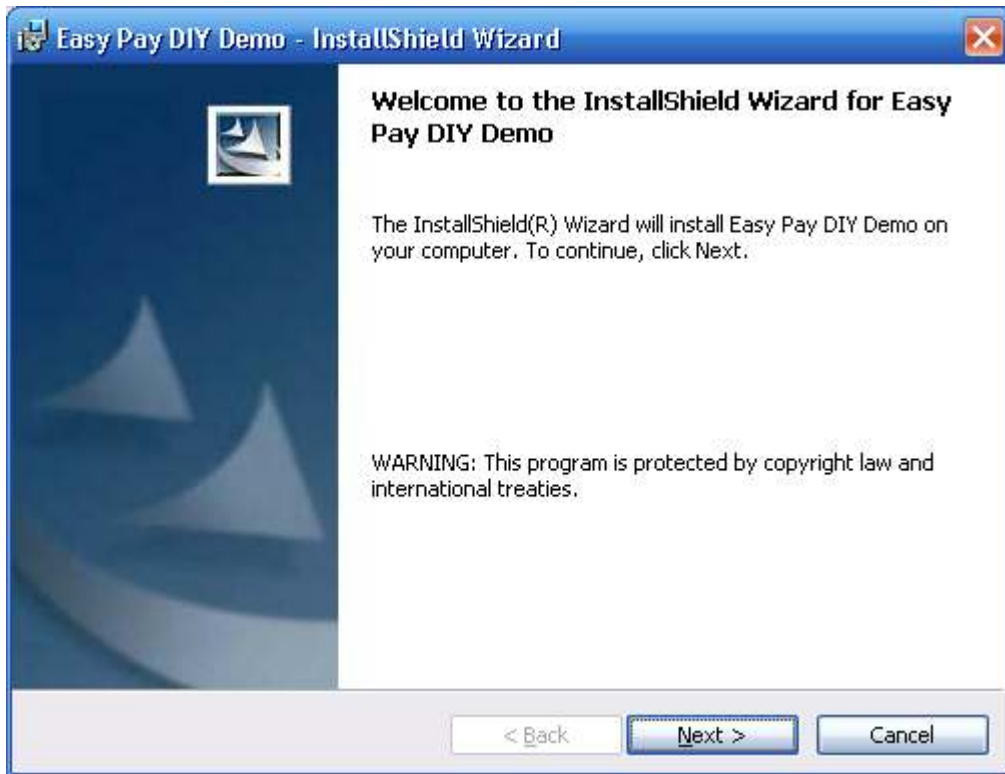 Easy Pay DIY Demo - InstallShield Wizard
Welcome to the InstallShield Wizard for Easy
Pay DIY Demo
The InstallShield(R) Wizard will install Easy Pay DIY Demo on
your computer. To continue, click Next.
WARNING: This program is protected by copyright law and
international treaties.
< Back Next > Cancel